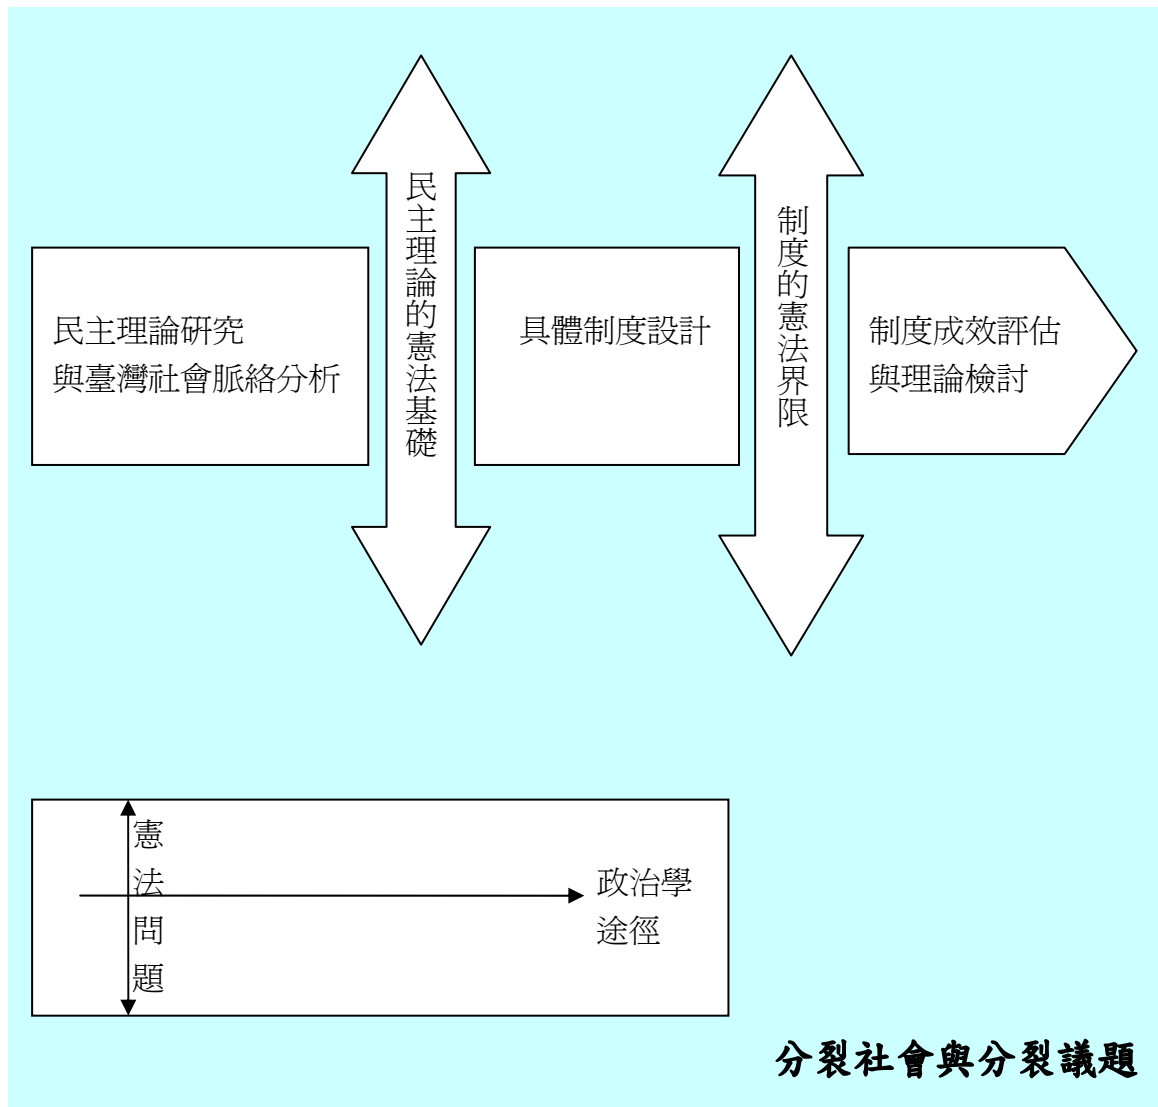 民主理論研究
與臺灣社會脈絡分析
民主理論的憲法基礎
具體制度設計
制度的憲法界限
制度成效評估
與理論檢討
憲法問題
政治學
途徑
分裂社會與分裂議題